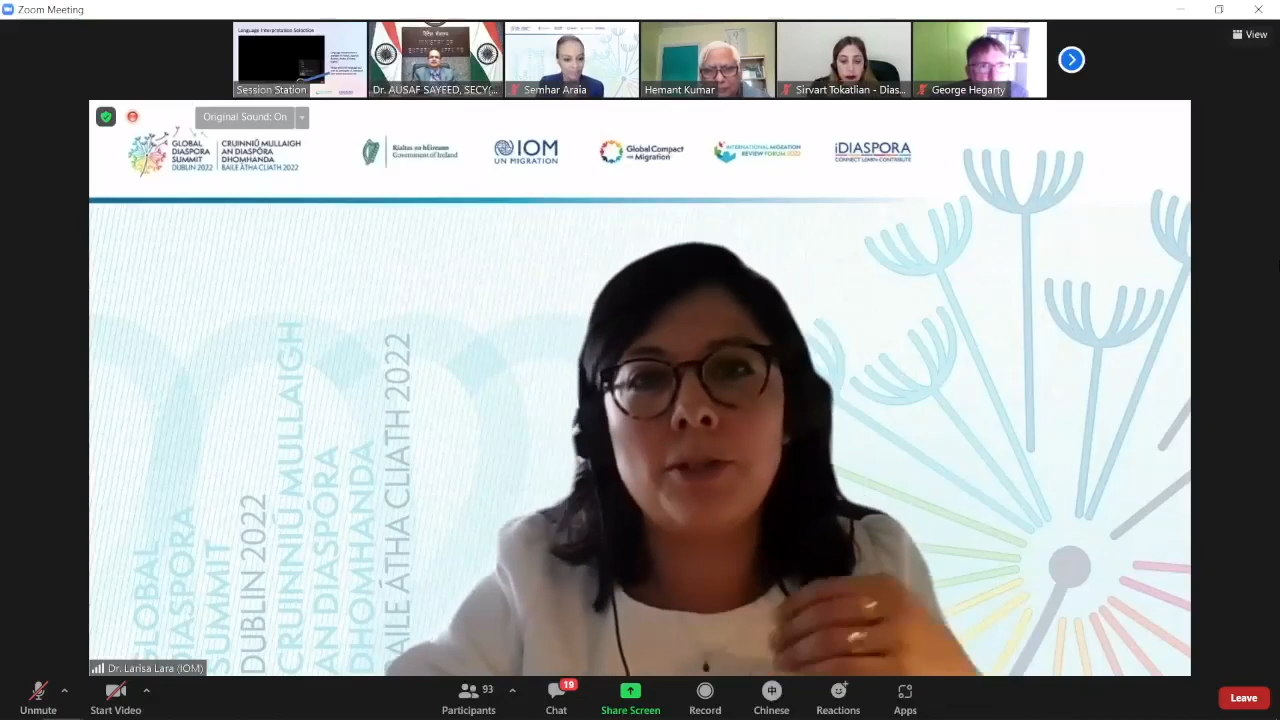 Zoom Meeting
View
Language Interpretation Selection
Session Station
Dr. AUSAF SAYEED, SECY(...
Semhar Araia
Hemant Kumar
Sirvart Tokatlian - Dias...
George Hegarty
Original Sound: On
GLOBAL
DIASPORA
SUMMIT
DUBLIN 2022
CRUINNIÚ MULLAIGH
AN DIASPÓRA
DHOMHANDA
BAILE ÁTHA CLIATH 2022
Rialtas na hÉireann
Government of Ireland
IOM
UN MIGRATION
Global Compact
for Migration
INTERNATIONAL MIGRATION
REVIEW FORUM 2022
iDIASPORA
CONNECT LEARN CONTRIBUTE
GLOBAL
DIASPORA
SUMMIT
DUBLIN 2022
CRUINNIÚ MULLAIGH
AN DIASPÓRA
DHOMHANDA
AILE ÁTHA CLIATH 2022
Dr. Larisa Lara (IOM)
Unmute
Start Video
93
Participants
19
Chat
Share Screen
Record
中
Chinese
Reactions
Apps
Leave